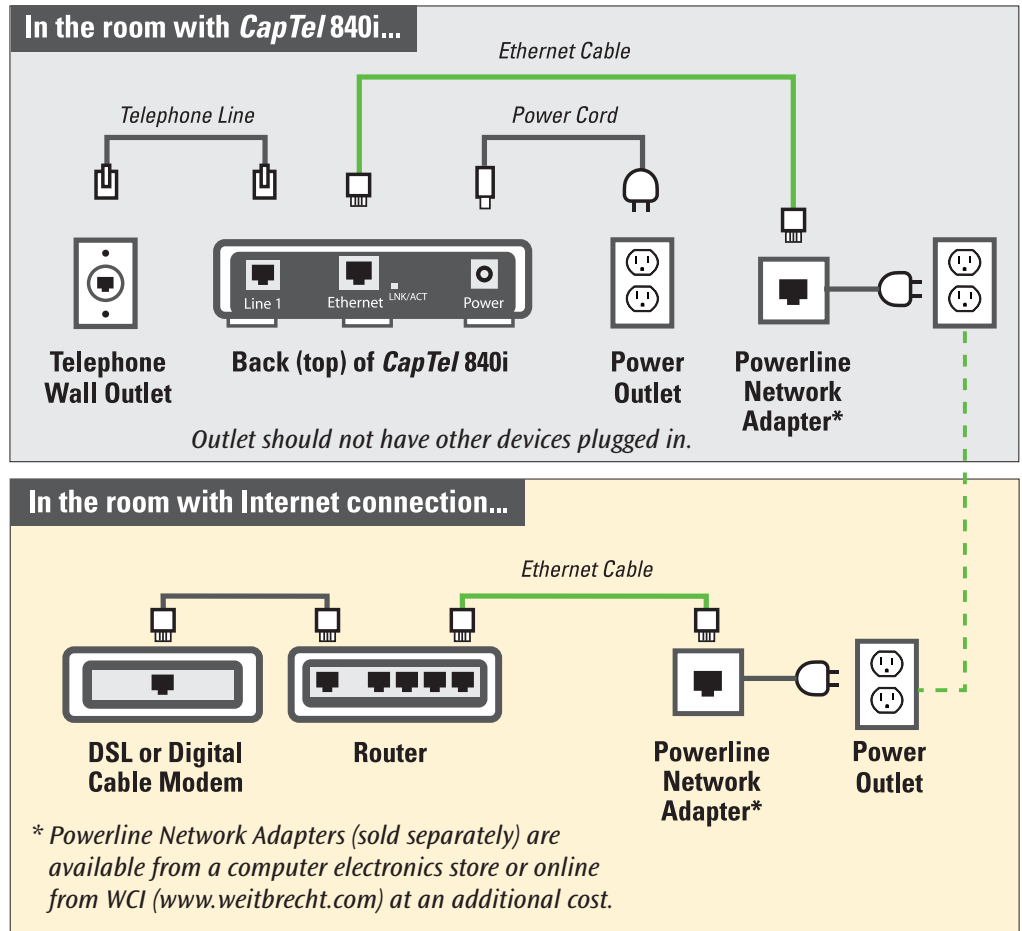 In the room with CapTel 840i...
Ethernet Cable
Telephone Line
Power Cord
Line 1
Ethernet
LNK/ACT
Power
Telephone
Wall Outlet
Back (top) of CapTel 840i
Power
Outlet
Powerline
Network
Adapter*
Outlet should not have other devices plugged in.
In the room with Internet connection...
Ethernet Cable
DSL or Digital
Cable Modem
Router
Powerline
Network
Adapter*
Power
Outlet
* Powerline Network Adapters (sold separately) are
available from a computer electronics store or online
from WCI (www.weitbrecht.com) at an additional cost.